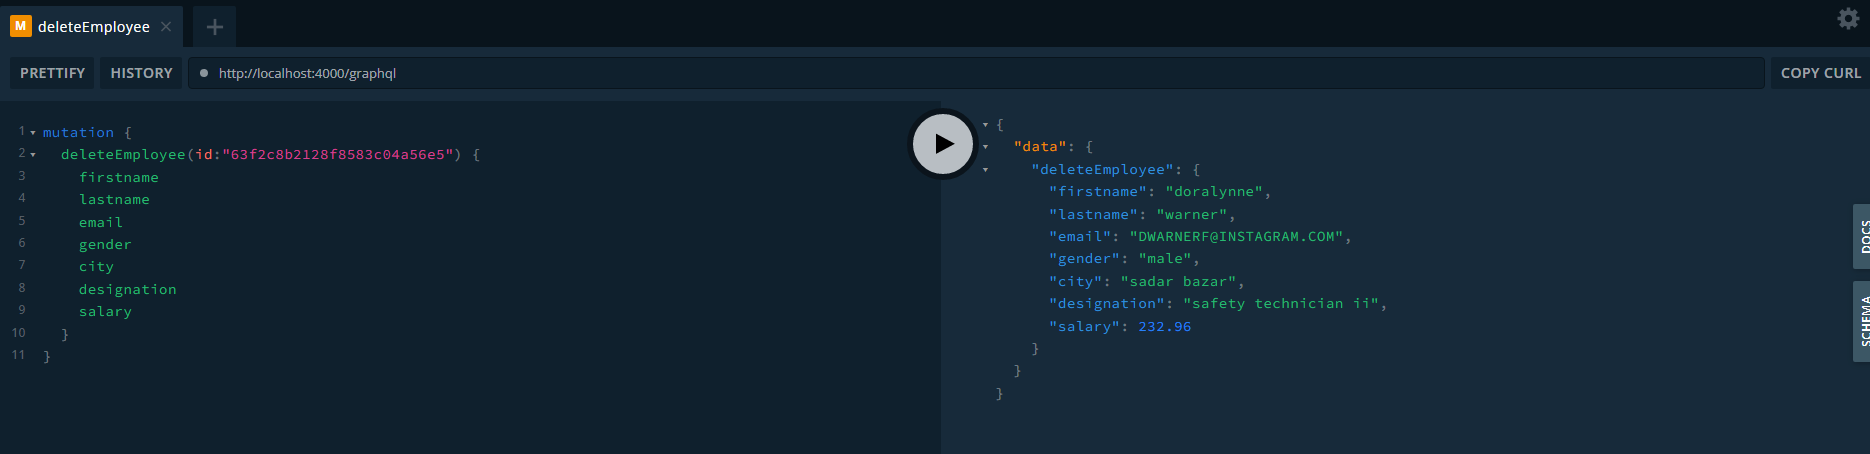 M deleteEmployee ✕ +
PRETTIFY HISTORY http://localhost:4000/graphql COPY CURL
1 mutation {
2 deleteEmployee(id:"63f2c8b2128f8583c04a56e5") {
3 firstname
4 lastname
5 email
6 gender
7 city
8 designation
9 salary
10 }
11 }
{
"data": {
"deleteEmployee": {
"firstname": "doralynne",
"lastname": "warner",
"email": "DWARNERF@INSTAGRAM.COM",
"gender": "male",
"city": "sadar bazar",
"designation": "safety technician ii",
"salary": 232.96
}
}
}
DOCS
SCHEMA